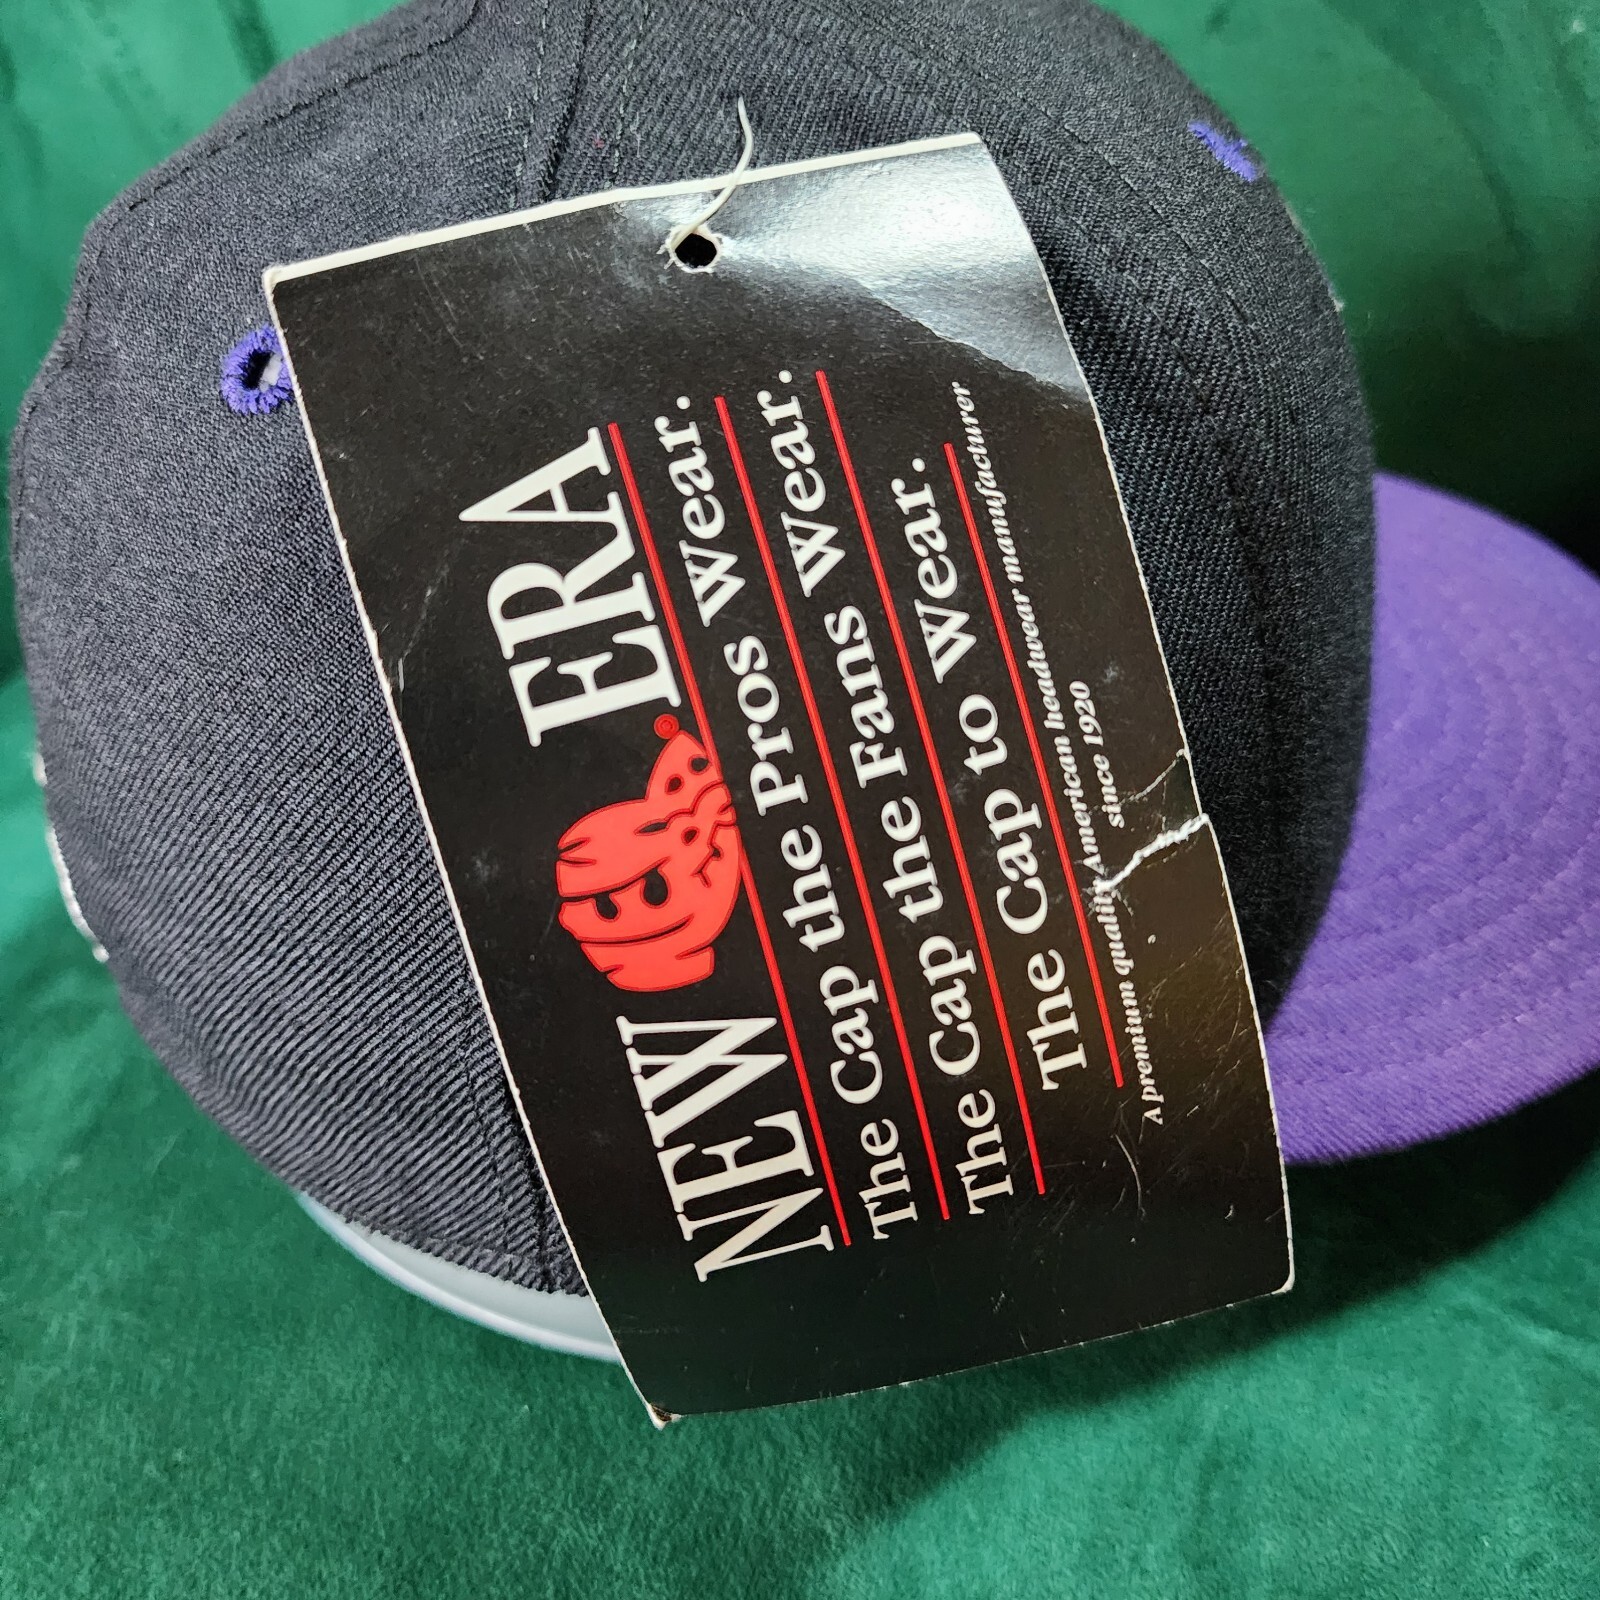 NEW ERA
The Cap the Pros wear.
The Cap the Fans wear.
The Cap to wear.
A premium quality American headwear manufacturer
since 1920